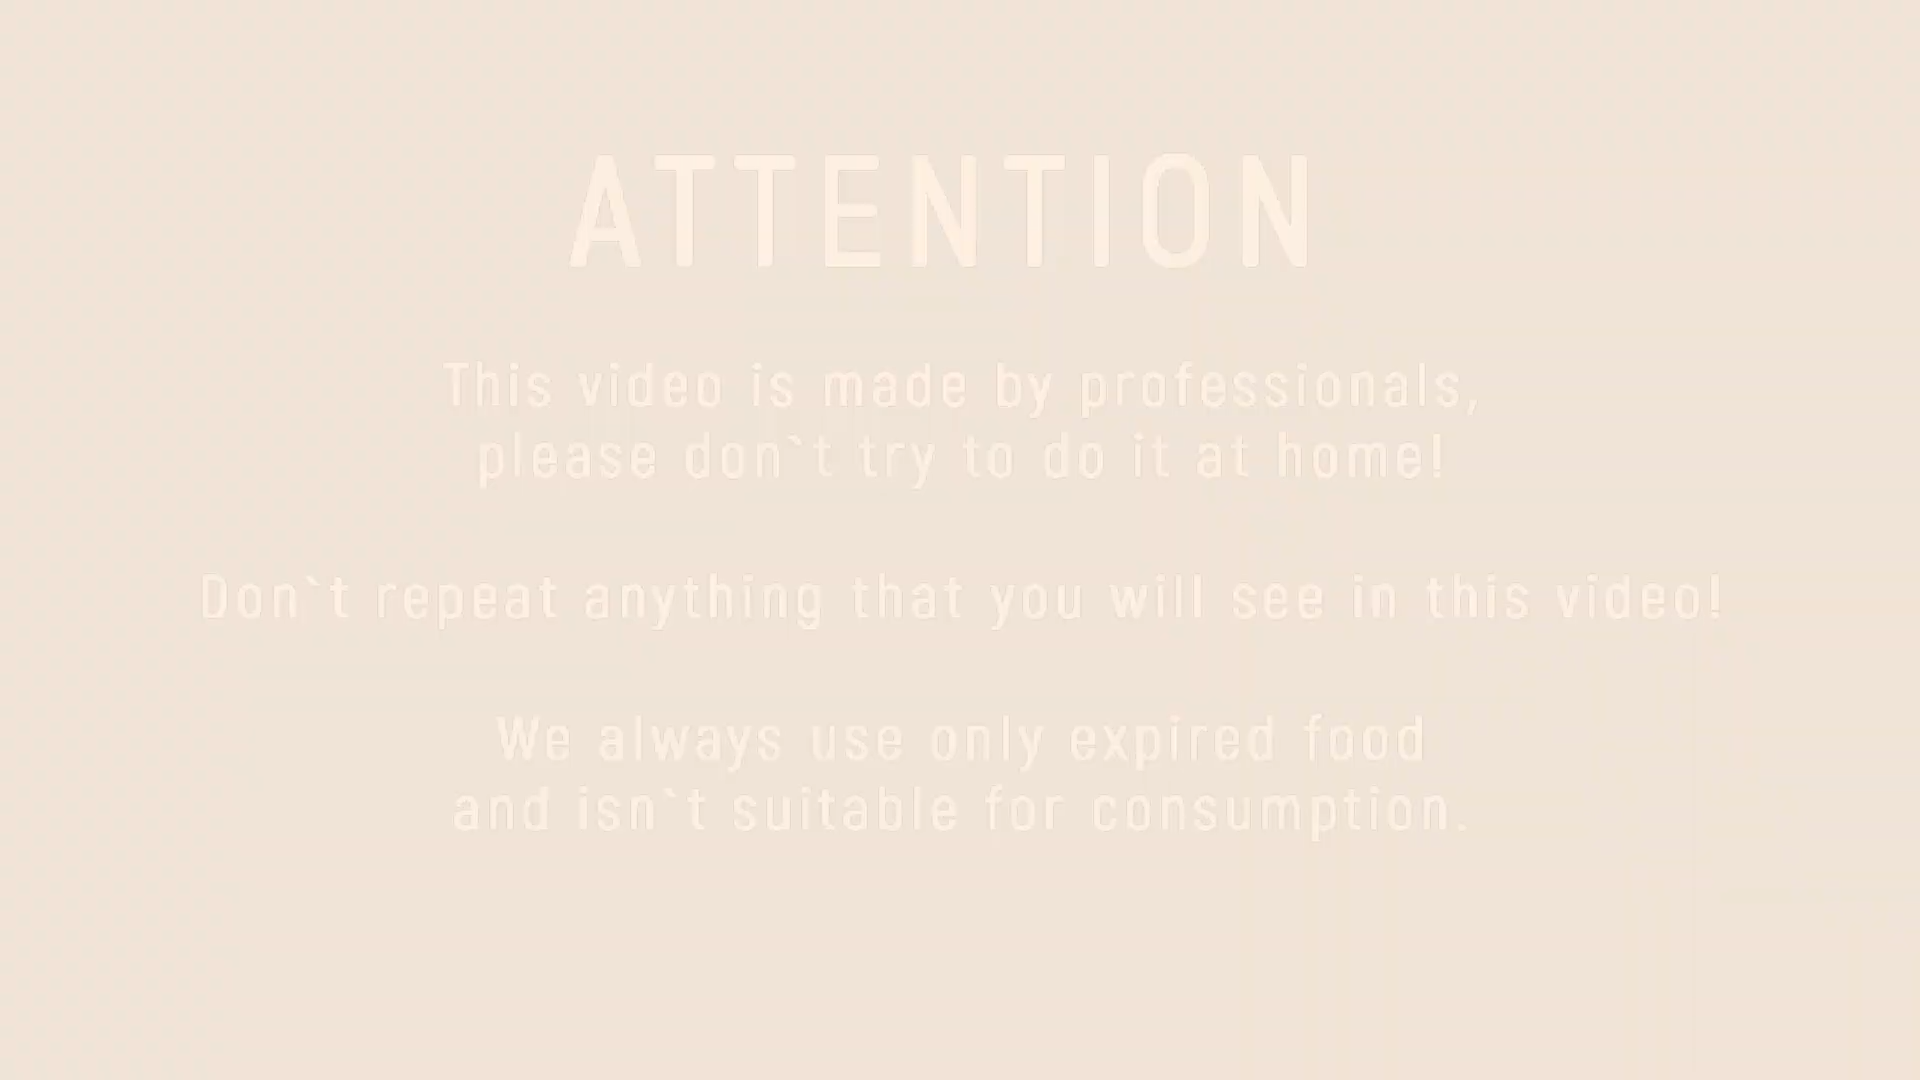 ATTENTION
This video is made by professionals,
please don`t try to do it at home!
Don`t repeat anything that you will see in this video!
We always use only expired food
and isn`t suitable for consumption.